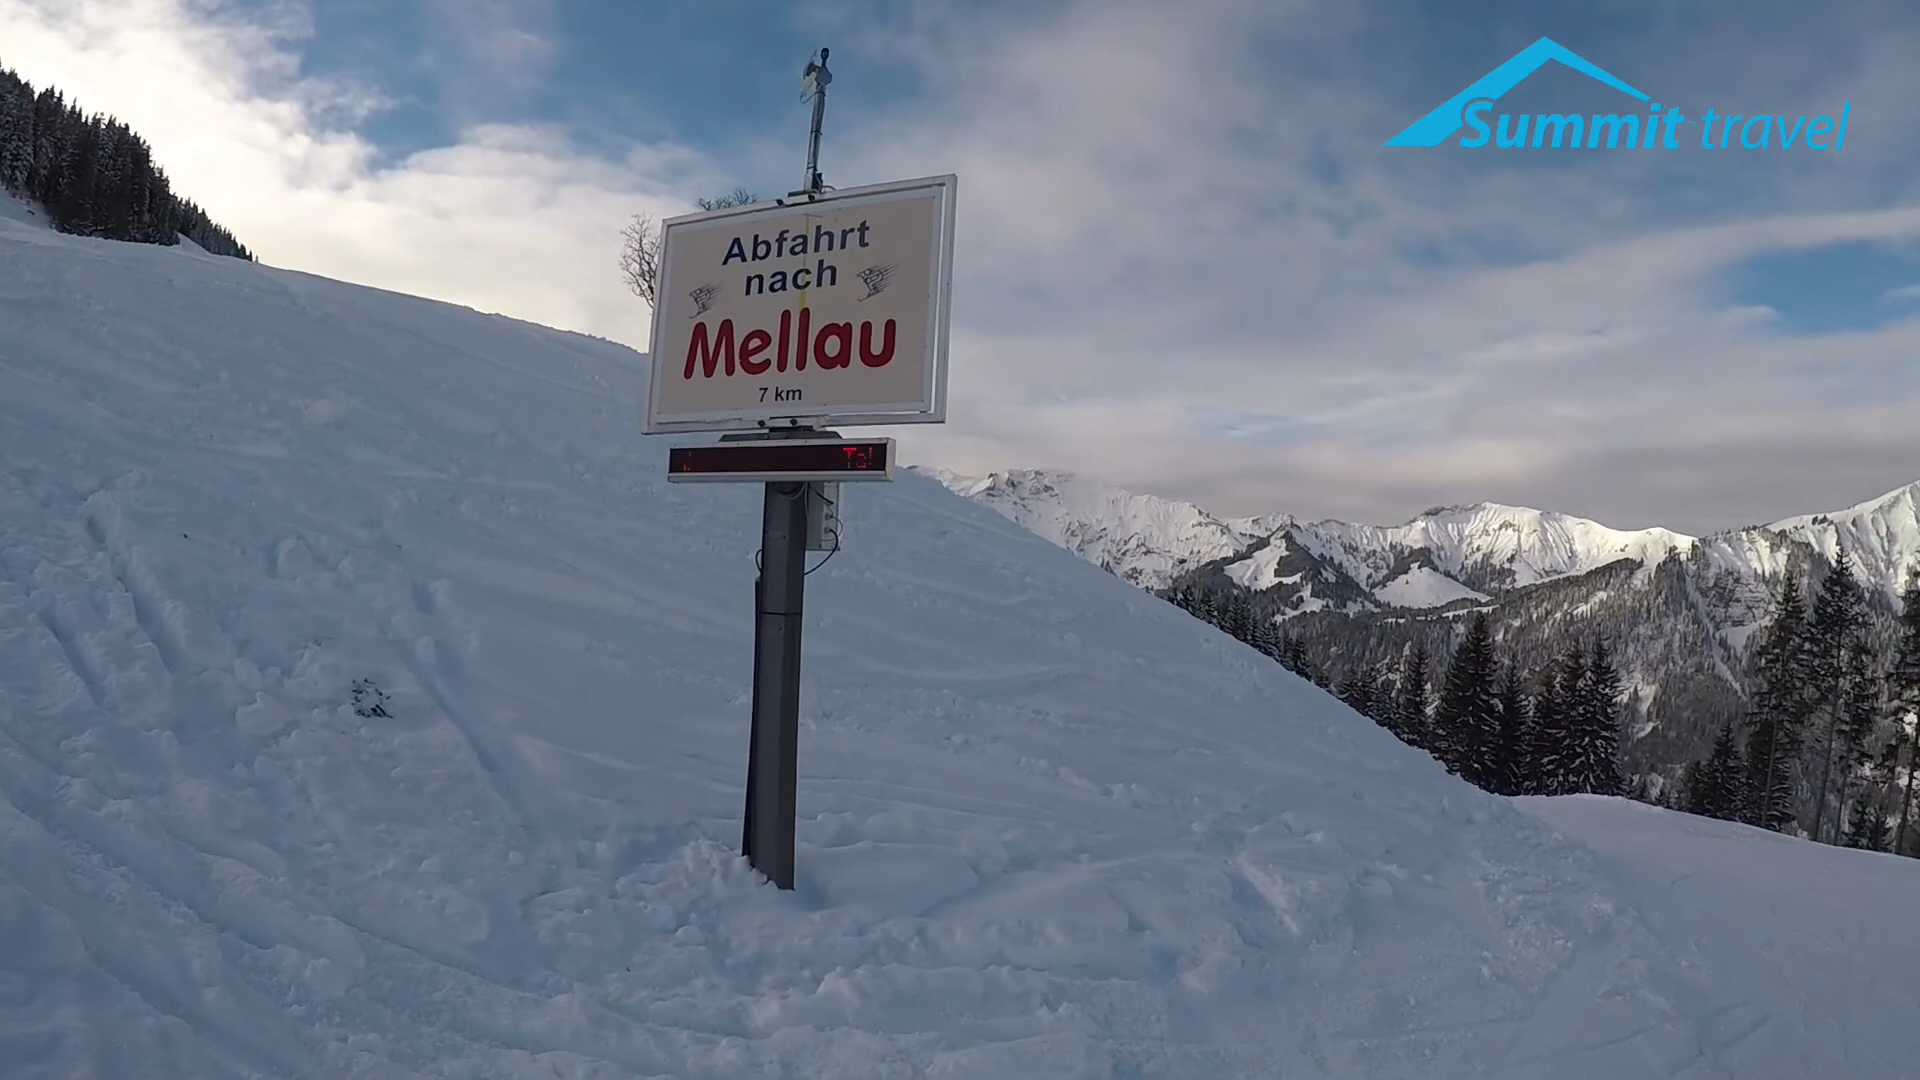 Summit travel
Abfahrt
nach
Mellau
7 km